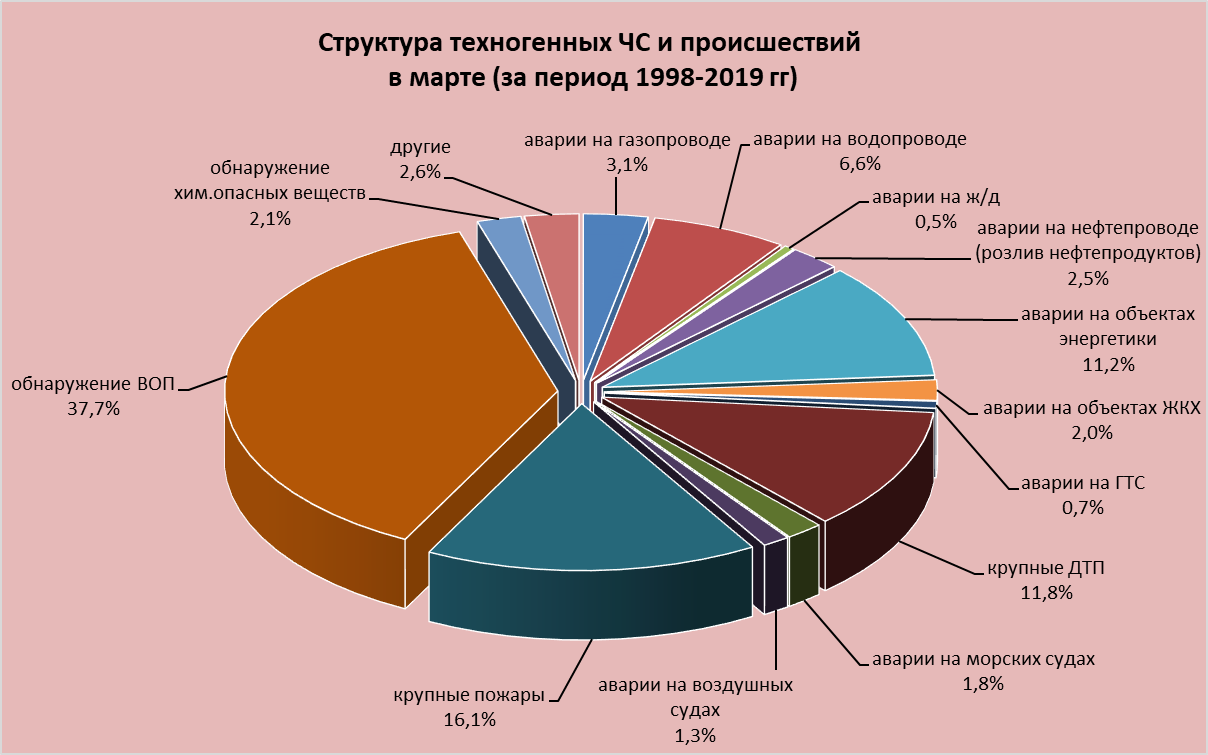 Структура техногенных ЧС и происшествий
в марте (за период 1998-2019 гг)
аварии на газопроводе
3,1%
аварии на водопроводе
6,6%
аварии на ж/д
0,5%
аварии на нефтепроводе
(розлив нефтепродуктов)
2,5%
аварии на объектах
энергетики
11,2%
аварии на объектах ЖКХ
2,0%
аварии на ГТС
0,7%
крупные ДТП
11,8%
аварии на морских судах
1,8%
аварии на воздушных
судах
1,3%
крупные пожары
16,1%
обнаружение ВОП
37,7%
обнаружение
хим.опасных веществ
2,1%
другие
2,6%